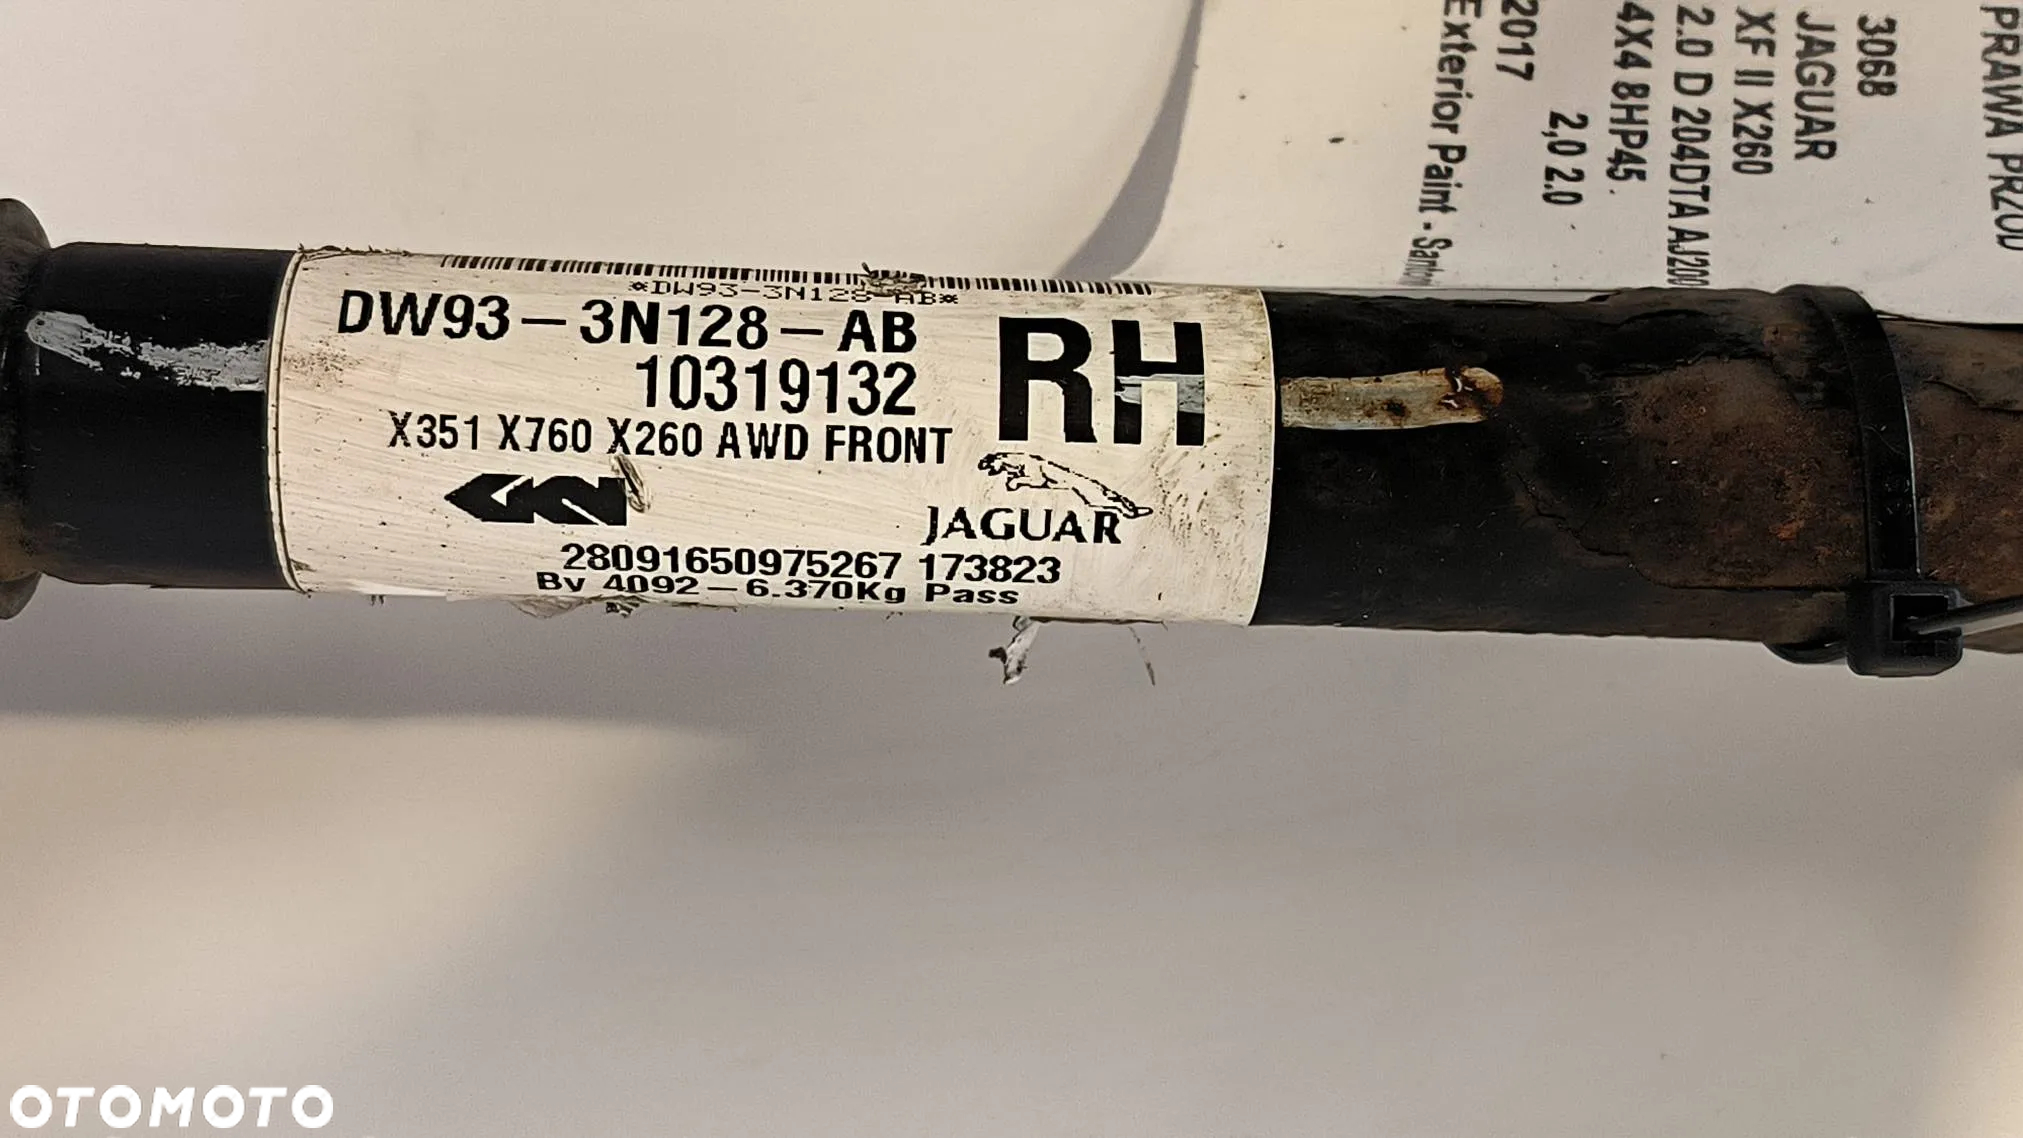 *DW93-3N128-AB*
DW93-3N128-AB
10319132
X351 X760 X260 AWD FRONT
RH
GKN
JAGUAR
28091650975267 173823
By 4092-6.370Kg Pass
PRAWA PRZOD
3068
JAGUAR
XF II X260
2.0 D 204DTA AJ200
4X4 8HP45.
2,0 2.0
2017
Exterior Paint -
OTOMOTO